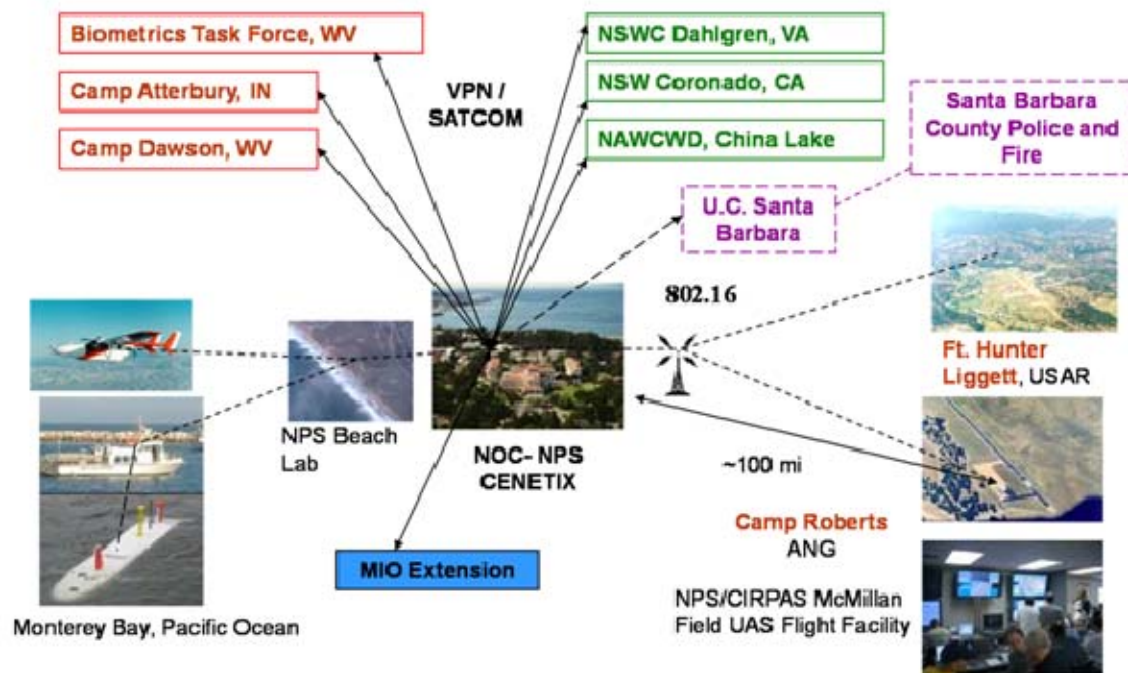 Biometrics Task Force, WV
Camp Atterbury, IN
Camp Dawson, WV
VPN /
SATCOM
NSWC Dahlgren, VA
NSW Coronado, CA
NAWCWD, China Lake
Santa Barbara
County Police and
Fire
U.C. Santa
Barbara
802.16
Ft. Hunter
Liggett, USAR
NPS Beach
Lab
NOC- NPS
CENETIX
~100 mi
Camp Roberts
ANG
MIO Extension
NPS/CIRPAS McMillan
Field UAS Flight Facility
Monterey Bay, Pacific Ocean